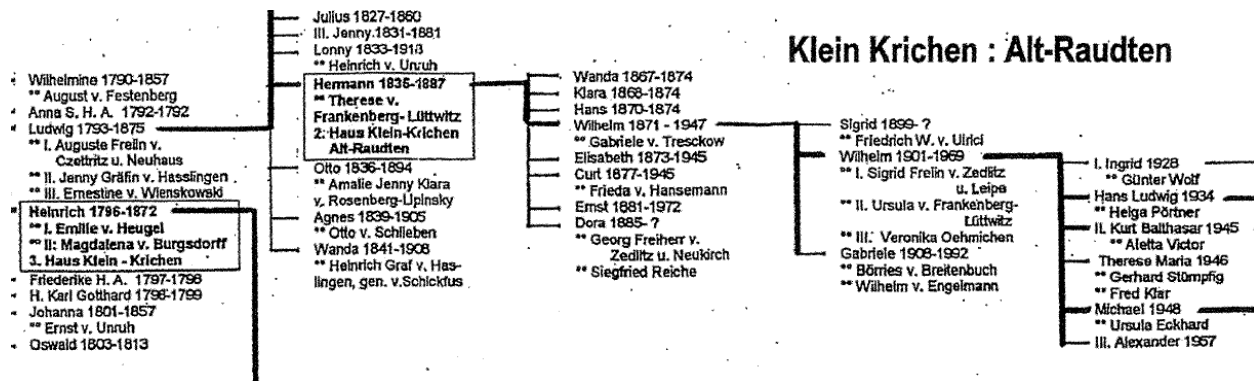 Klein Krichen : Alt-Raudten
Wilhelmine 1790-1857
** August v. Festenberg
Anna S. H. A. 1792-1792
Ludwig 1793-1875
** I. Auguste Freiin v.
Czettritz u. Neuhaus
** II. Jenny Gräfin v. Hasslingen
** III. Ernestine v. Wienskowski
Heinrich 1796-1872
** I. Emilie v. Heugel
** II: Magdalena v. Burgsdorff
3. Haus Klein - Krichen
Friederike H. A. 1797-1798
H. Karl Gotthard 1798-1799
Johanna 1801-1857
** Ernst v. Unruh
Oswald 1803-1813
Julius 1827-1860
III. Jenny.1831-1881
Lonny 1833-1913
** Heinrich v. Unruh
Hermann 1835-1887
** Therese v.
Frankenberg- Lüttwitz
2. Haus Klein-Krichen
Alt-Raudten
Otto 1836-1894
** Amalie Jenny Klara
v. Rosenberg-Lipinsky
Agnes 1839-1905
** Otto v. Schlieben
Wanda 1841-1908
** Heinrich Graf v. Has-
lingen, gen. v.Schickfus
Wanda 1867-1874
Klara 1868-1874
Hans 1870-1874
Wilhelm 1871 - 1947
** Gabriele v. Tresckow
Elisabeth 1873-1945
Curt 1877-1945
** Frieda v. Hansemann
Ernst 1881-1972
Dora 1885- ?
** Georg Freiherr v.
Zedlitz u. Neukirch
** Siegfried Reiche
Sigrid 1899- ?
** Friedrich W. v. Ulrici
Wilhelm 1901-1969
** I. Sigrid Freiin v. Zedlitz
u. Leipe
** II. Ursula v. Frankenberg-
Lüttwitz
** III. Veronika Oehmichen
Gabriele 1908-1992
** Börries v. Breitenbuch
** Wilhelm v. Engelmann
I. Ingrid 1928
** Günter Wolf
Hans Ludwig 1934
** Helga Pörtner
II. Kurt Balthasar 1945
** Aletta Victor
Therese Maria 1946
** Gerhard Stümpfig
** Fred Klar
Michael 1948
** Ursula Eckhard
III. Alexander 1957